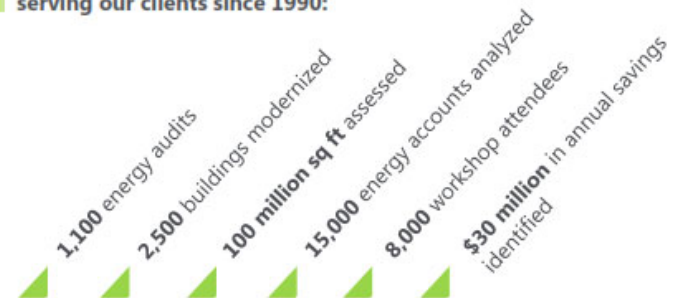 serving our clients since 1990:
1,100 energy audits
2,500 buildings modernized
100 million sq ft assessed
15,000 energy accounts analyzed
8,000 workshop attendees
$30 million in annual savings
identified